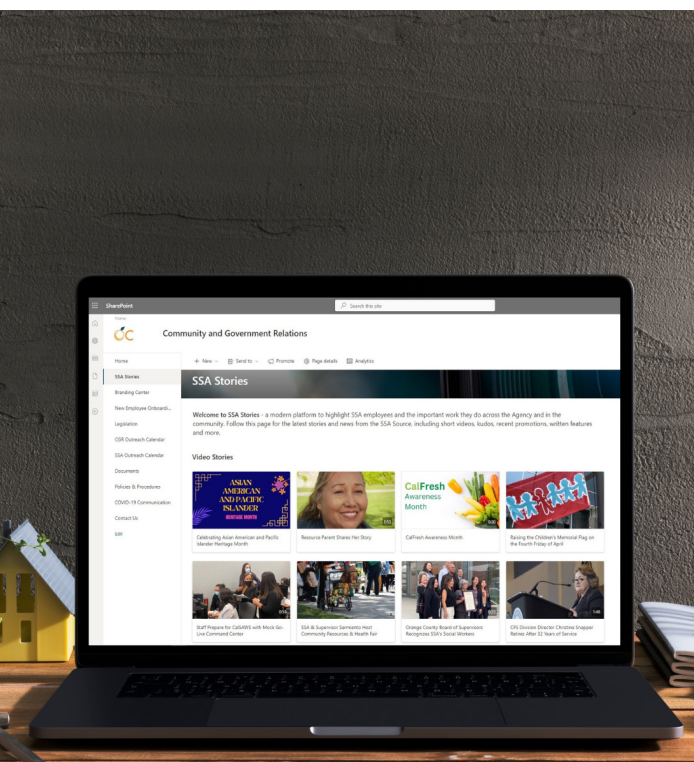 SharePoint
Search this site
Home
OC
Community and Government Relations
Home
SSA Stories
Branding Center
New Employee Onboardi...
Legislation
CGR Outreach Calendar
SSA Outreach Calendar
Documents
Policies & Procedures
COVID-19 Communication
Contact Us
Edit
+ New
Send to
Promote
Page details
Analytics
SSA Stories
Welcome to SSA Stories - a modern platform to highlight SSA employees and the important work they do across the Agency and in the
community. Follow this page for the latest stories and news from the SSA Source, including short videos, kudos, recent promotions, written features
and more.
Video Stories
ASIAN
AMERICAN
AND PACIFIC
ISLANDER
HERITAGE MONTH
Celebrating Asian American and Pacific
Islander Heritage Month
Resource Parent Shares Her Story
CalFresh
Awareness
Month
CalFresh Awareness Month
Raising the Children's Memorial Flag on
the Fourth Friday of April
Staff Prepare for CalSAWS with Mock Go-
Live Command Center
SSA & Supervisor Sarmiento Host
Community Resources & Health Fair
Orange County Board of Supervisors
Recognizes SSA's Social Workers
1:48
CFS Division Director Christine Snapper
Retires After 32 Years of Service